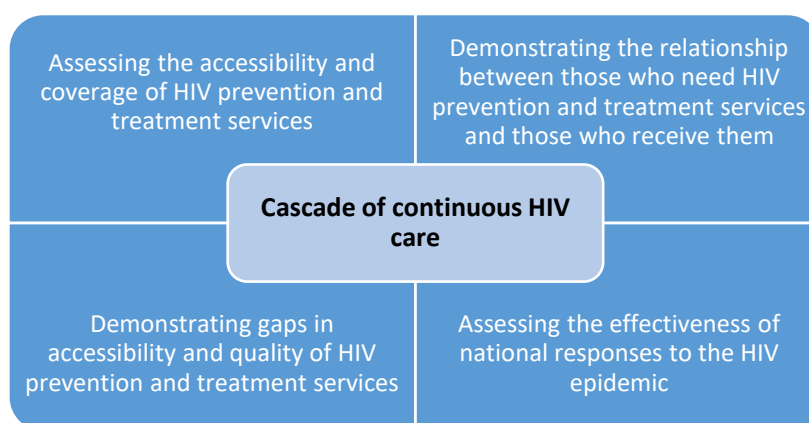 Assessing the accessibility and
coverage of HIV prevention and
treatment services
Demonstrating the relationship
between those who need HIV
prevention and treatment services
and those who receive them
Cascade of continuous HIV
care
Demonstrating gaps in
accessibility and quality of HIV
prevention and treatment services
Assessing the effectiveness of
national responses to the HIV
epidemic